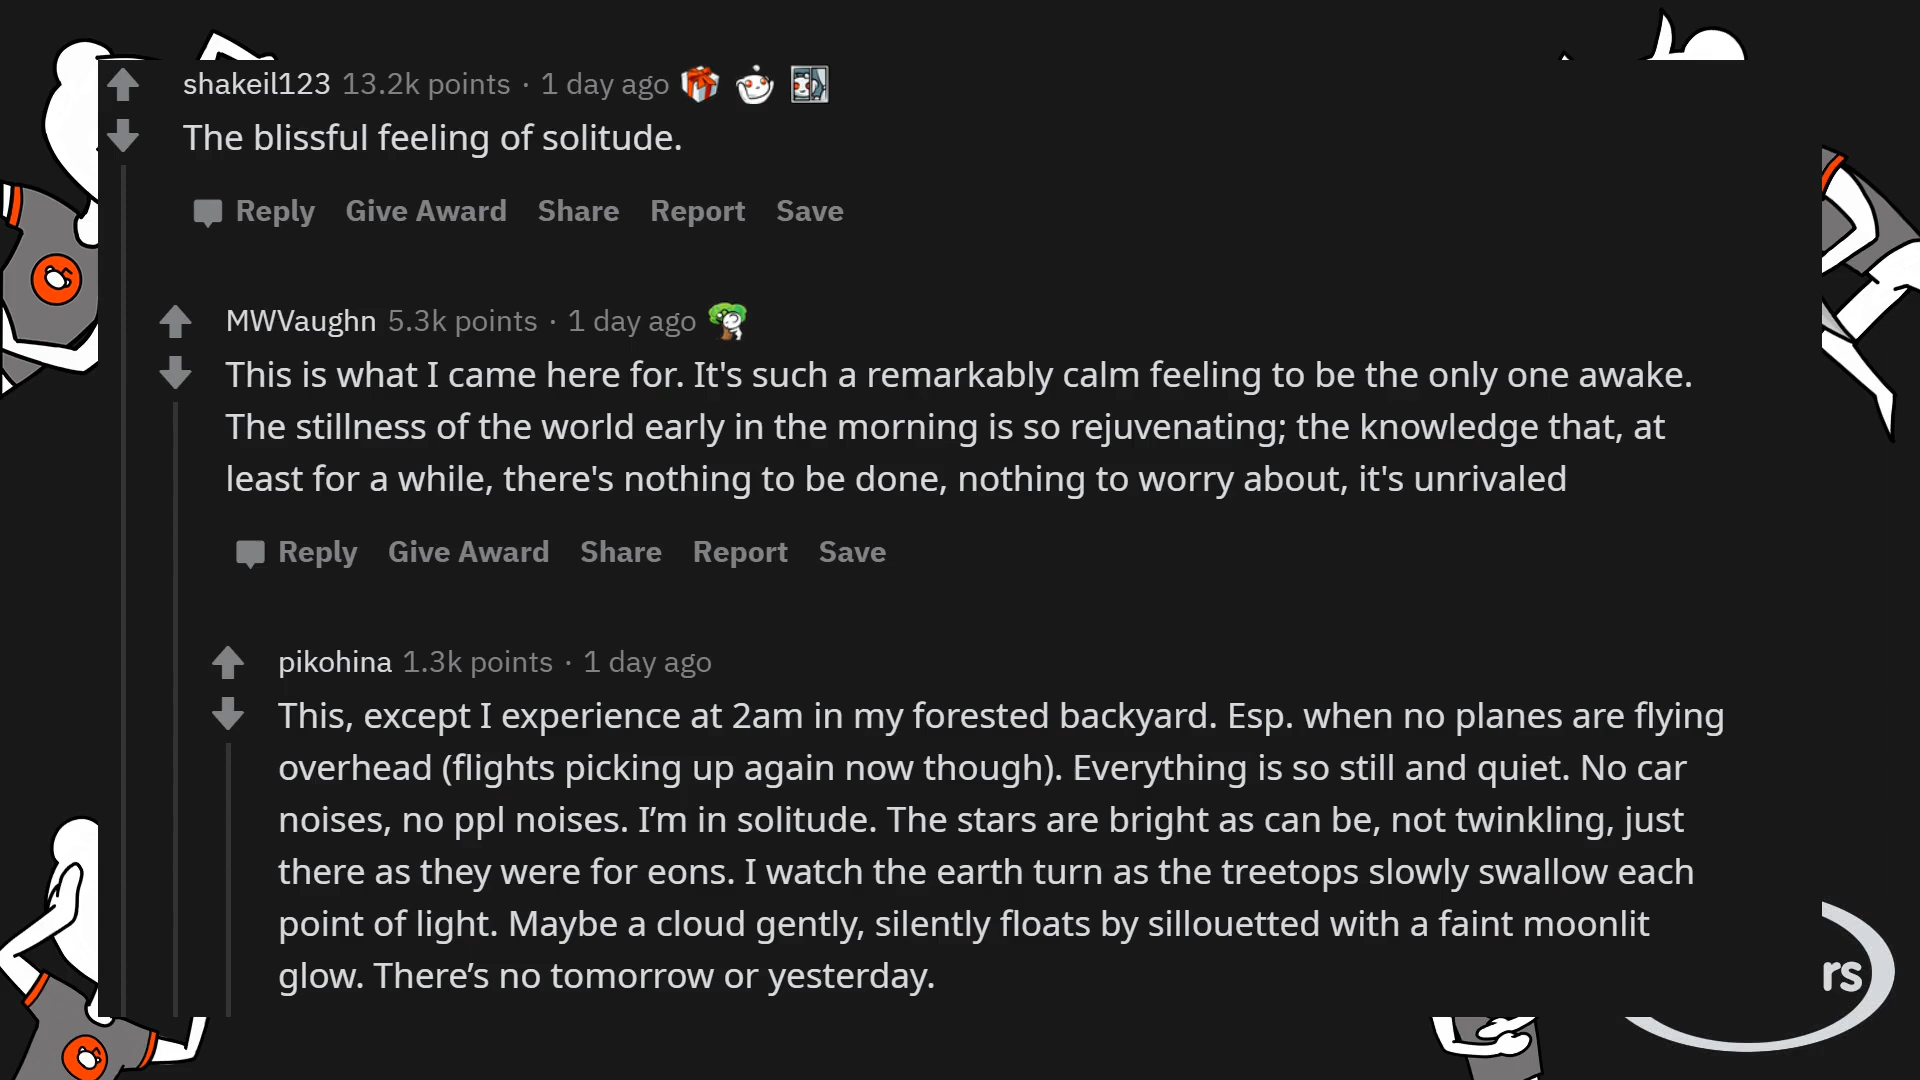 shakeil123 13.2k points · 1 day ago
The blissful feeling of solitude.
Reply Give Award Share Report Save
MWVaughn 5.3k points · 1 day ago
This is what I came here for. It's such a remarkably calm feeling to be the only one awake.
The stillness of the world early in the morning is so rejuvenating; the knowledge that, at
least for a while, there's nothing to be done, nothing to worry about, it's unrivaled
Reply Give Award Share Report Save
pikohina 1.3k points · 1 day ago
This, except I experience at 2am in my forested backyard. Esp. when no planes are flying
overhead (flights picking up again now though). Everything is so still and quiet. No car
noises, no ppl noises. I’m in solitude. The stars are bright as can be, not twinkling, just
there as they were for eons. I watch the earth turn as the treetops slowly swallow each
point of light. Maybe a cloud gently, silently floats by sillouetted with a faint moonlit
glow. There’s no tomorrow or yesterday.
rs